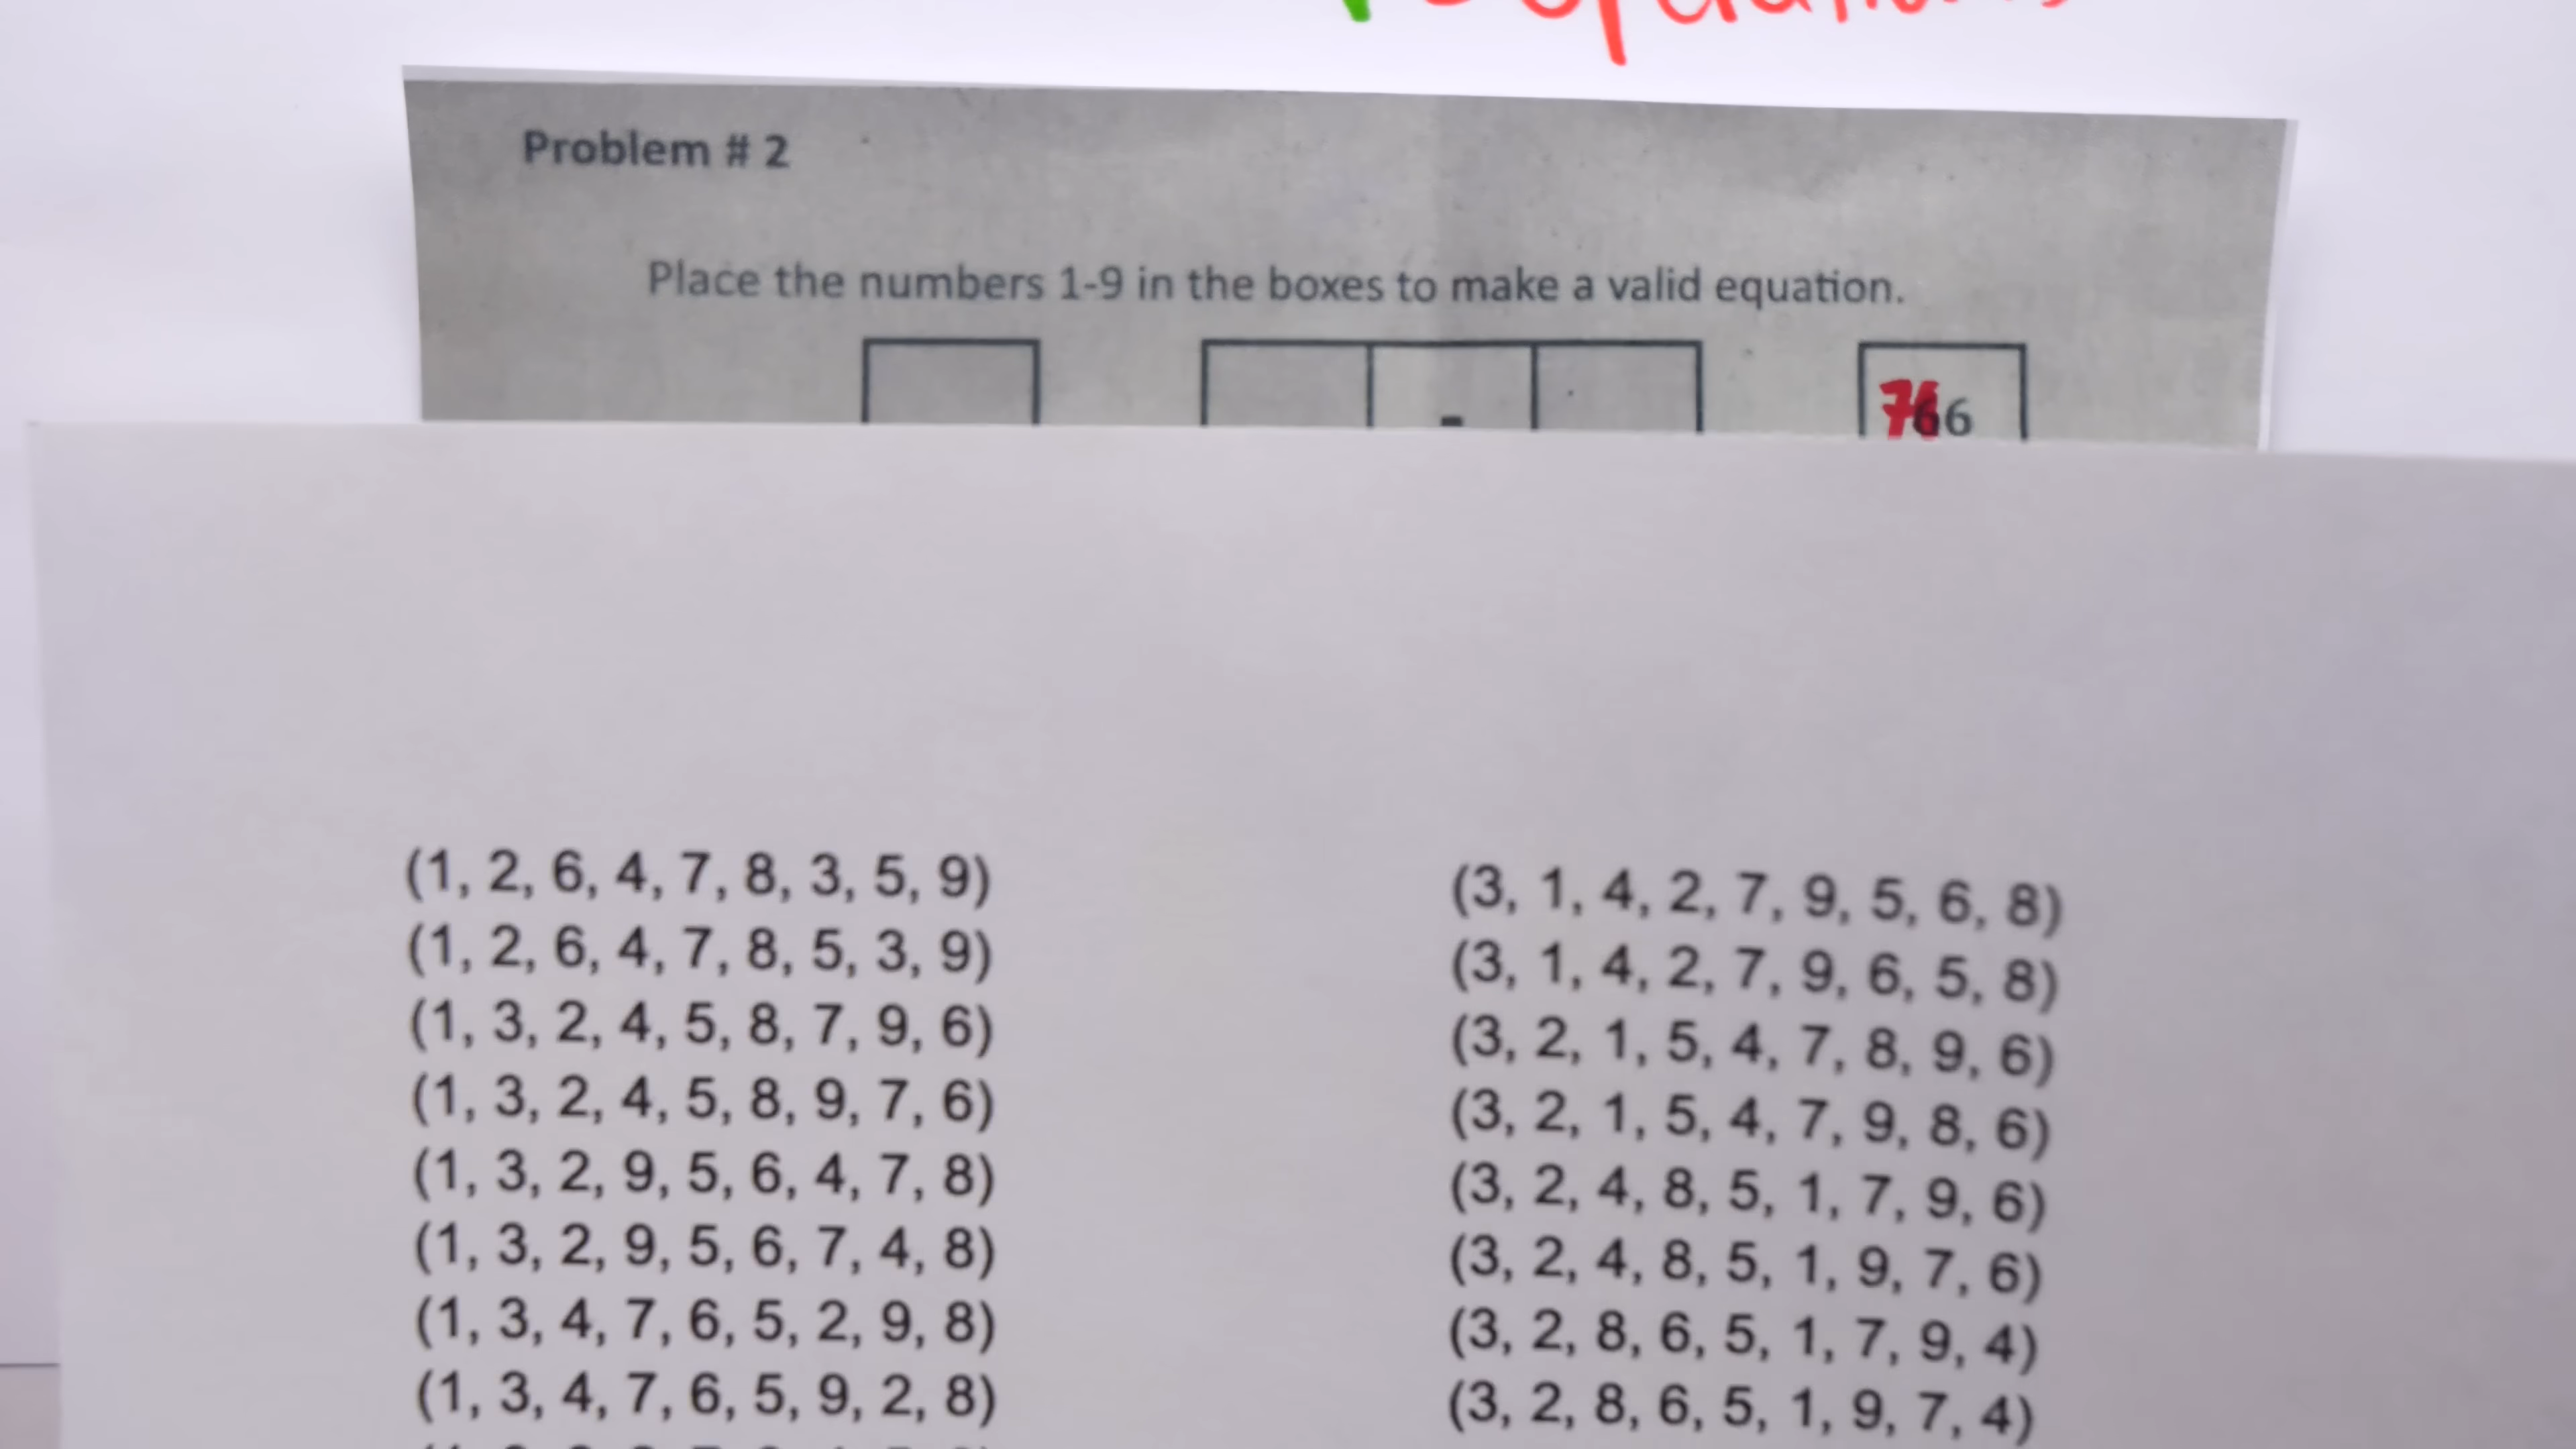 Problem # 2
Place the numbers 1-9 in the boxes to make a valid equation.
-
(1, 2, 6, 4, 7, 8, 3, 5, 9)
(1, 2, 6, 4, 7, 8, 5, 3, 9)
(1, 3, 2, 4, 5, 8, 7, 9, 6)
(1, 3, 2, 4, 5, 8, 9, 7, 6)
(1, 3, 2, 9, 5, 6, 4, 7, 8)
(1, 3, 2, 9, 5, 6, 7, 4, 8)
(1, 3, 4, 7, 6, 5, 2, 9, 8)
(1, 3, 4, 7, 6, 5, 9, 2, 8)
(3, 1, 4, 2, 7, 9, 5, 6, 8)
(3, 1, 4, 2, 7, 9, 6, 5, 8)
(3, 2, 1, 5, 4, 7, 8, 9, 6)
(3, 2, 1, 5, 4, 7, 9, 8, 6)
(3, 2, 4, 8, 5, 1, 7, 9, 6)
(3, 2, 4, 8, 5, 1, 9, 7, 6)
(3, 2, 8, 6, 5, 1, 7, 9, 4)
(3, 2, 8, 6, 5, 1, 9, 7, 4)